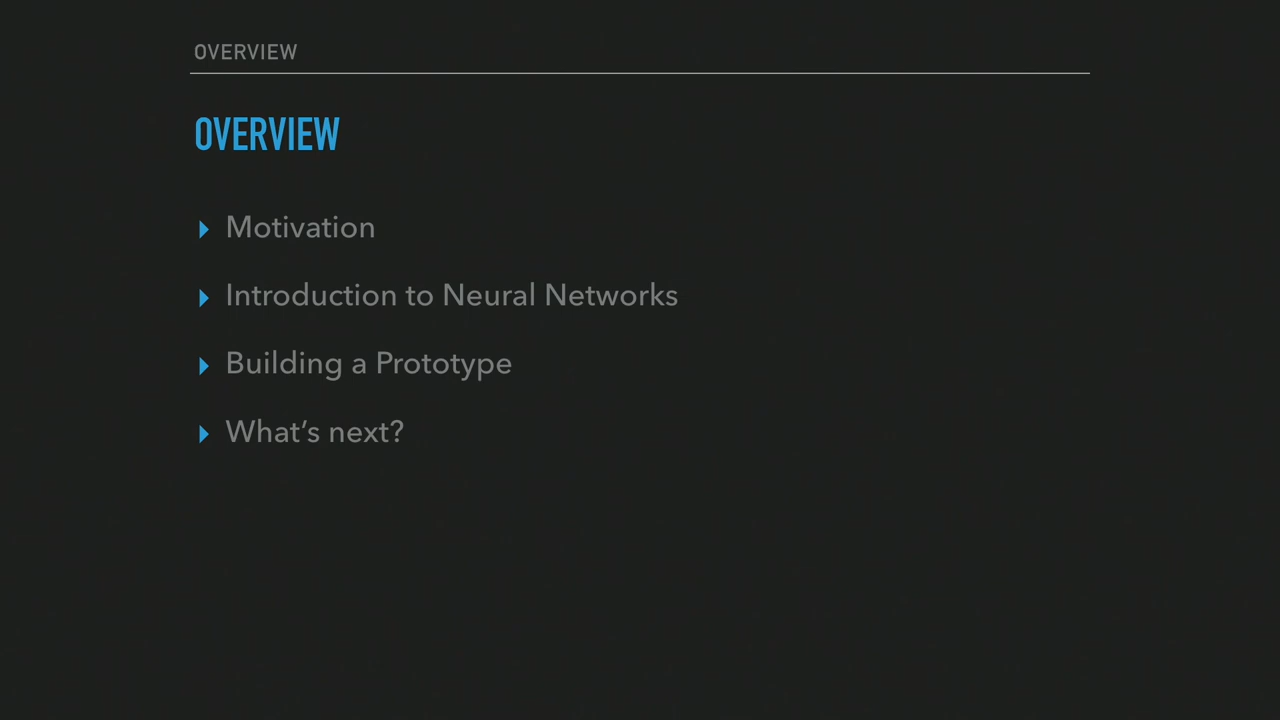 OVERVIEW
OVERVIEW
Motivation
Introduction to Neural Networks
Building a Prototype
What’s next?